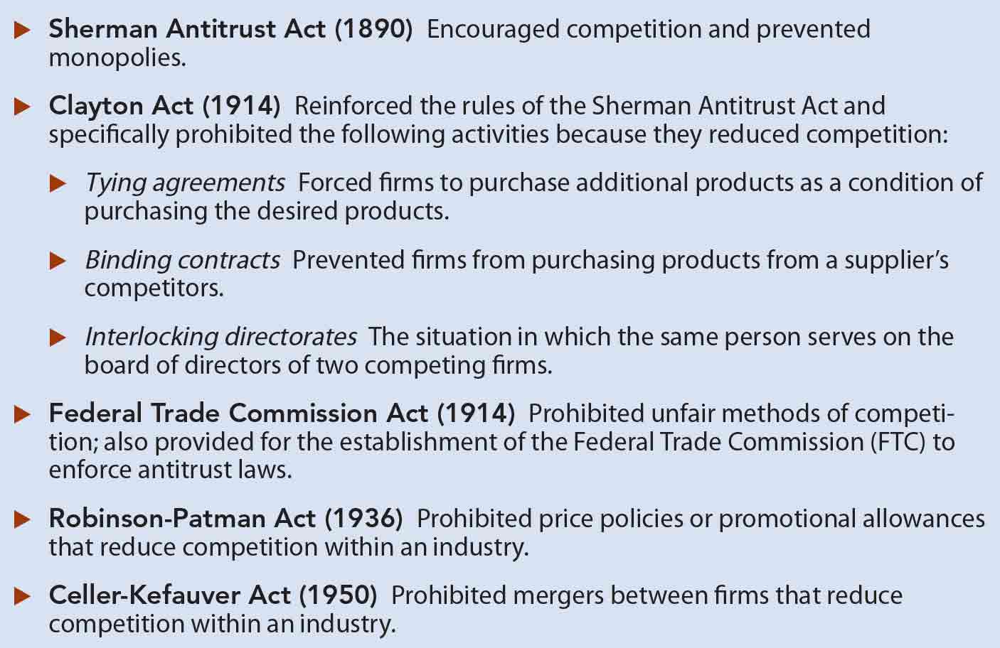 Sherman Antitrust Act (1890) Encouraged competition and prevented
monopolies.
Clayton Act (1914) Reinforced the rules of the Sherman Antitrust Act and
specifically prohibited the following activities because they reduced competition:
Tying agreements Forced firms to purchase additional products as a condition of
purchasing the desired products.
Binding contracts Prevented firms from purchasing products from a supplier’s
competitors.
Interlocking directorates The situation in which the same person serves on the
board of directors of two competing firms.
Federal Trade Commission Act (1914) Prohibited unfair methods of competi-
tion; also provided for the establishment of the Federal Trade Commission (FTC) to
enforce antitrust laws.
Robinson-Patman Act (1936) Prohibited price policies or promotional allowances
that reduce competition within an industry.
Celler-Kefauver Act (1950) Prohibited mergers between firms that reduce
competition within an industry.